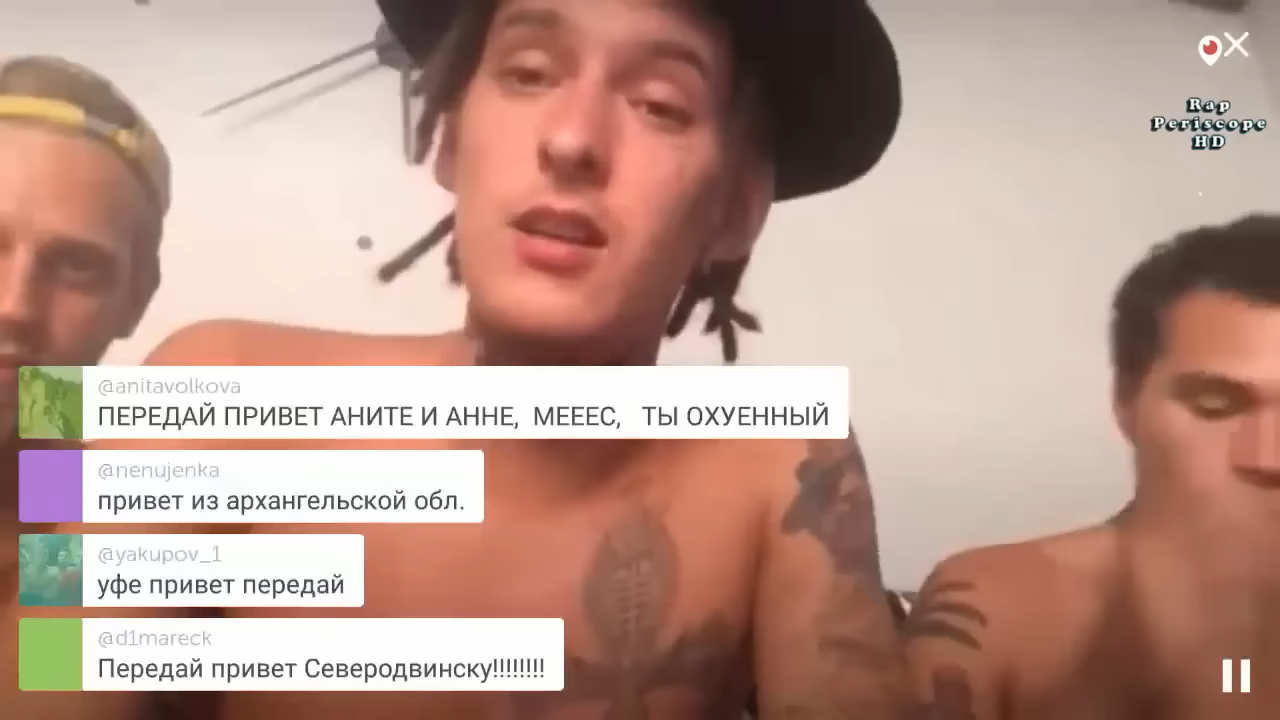 Rap
Periscope
HD
@anitavolkova
ПЕРЕДАЙ ПРИВЕТ АНИТЕ И АННЕ, МЕЕЕС, ТЫ ОХУЕННЫЙ
@nenujenka
привет из архангельской обл.
@yakupov_1
уфе привет передай
@d1mareck
Передай привет Северодвинску!!!!!!!!